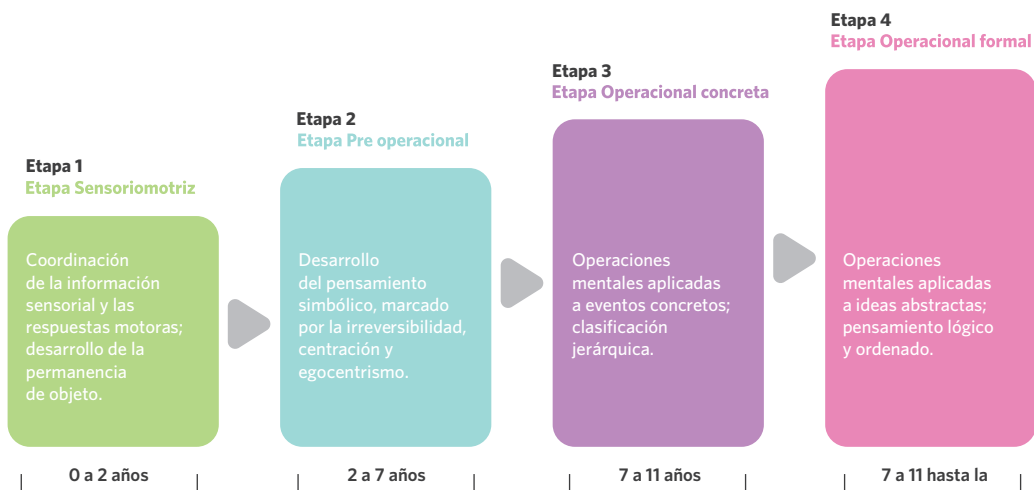 Etapa 1
Etapa Sensoriomotriz
Coordinación
de la información
sensorial y las
respuestas motoras;
desarrollo de la
permanencia
de objeto.
0 a 2 años
Etapa 2
Etapa Pre operacional
Desarrollo
del pensamiento
simbólico, marcado
por la irreversibilidad,
centración y
egocentrismo.
2 a 7 años
Etapa 3
Etapa Operacional concreta
Operaciones
mentales aplicadas
a eventos concretos;
clasificación
jerárquica.
7 a 11 años
Etapa 4
Etapa Operacional formal
Operaciones
mentales aplicadas
a ideas abstractas;
pensamiento lógico
y ordenado.
7 a 11 hasta la